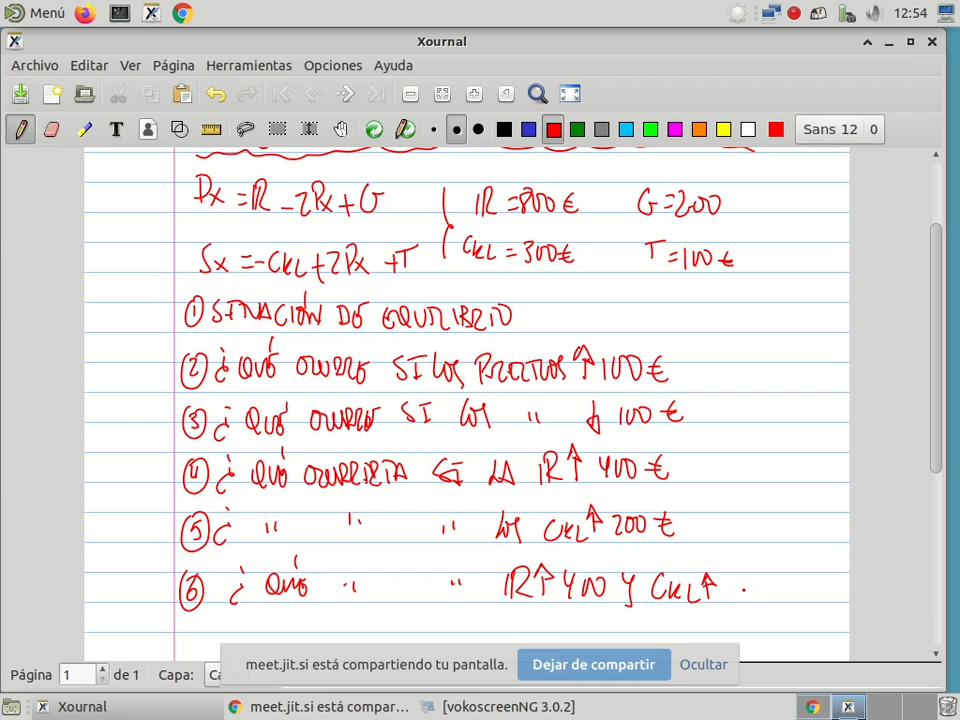 Menú 12:54
Xournal
Archivo Editar Ver Página Herramientas Opciones Ayuda
Sans 12 0
Dx = IR - 2Px + G IR = 800 € G = 200
Sx = -CKL + 2Px + T CKL = 300 € T = 100 €
① SITUACIÓN DE EQUILIBRIO
② ¿ QUÉ OCURRE SI LOS PRECIOS ↑ 100 €
③ ¿ QUÉ OCURRE SI LOS " ↓ 100 €
④ ¿ QUÉ OCURRIRIA SI LA IR ↑ 400 €
⑤ ¿ " " " LOS CKL ↑ 200 €
⑥ ¿ QUÉ " " IR ↑ 400 y CKL ↑
meet.jit.si está compartiendo tu pantalla. Dejar de compartir Ocultar
Página 1 de 1 Capa: Ca
Xournal meet.jit.si está compar... [vokoscreenNG 3.0.2]